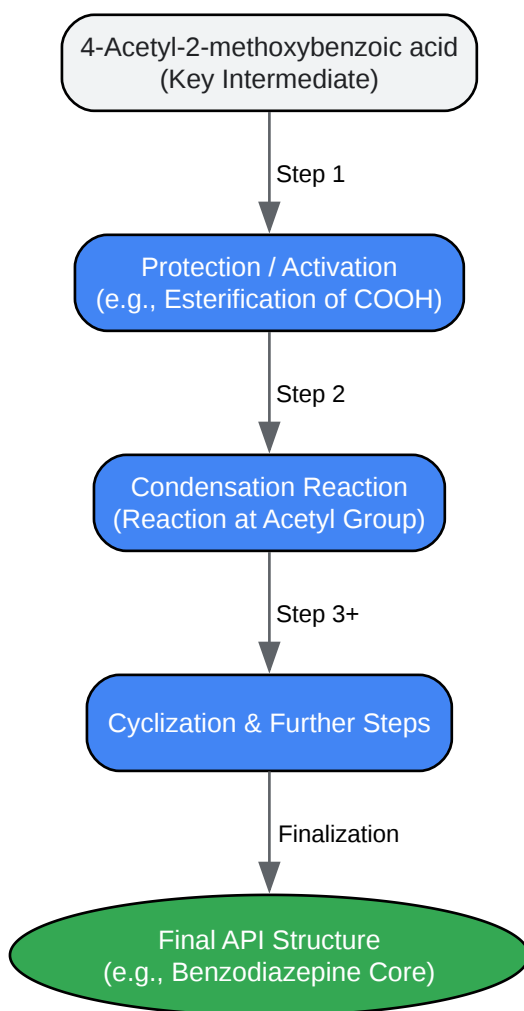 4-Acetyl-2-methoxybenzoic acid
(Key Intermediate)
Step 1
Protection / Activation
(e.g., Esterification of COOH)
Step 2
Condensation Reaction
(Reaction at Acetyl Group)
Step 3+
Cyclization & Further Steps
Finalization
Final API Structure
(e.g., Benzodiazepine Core)